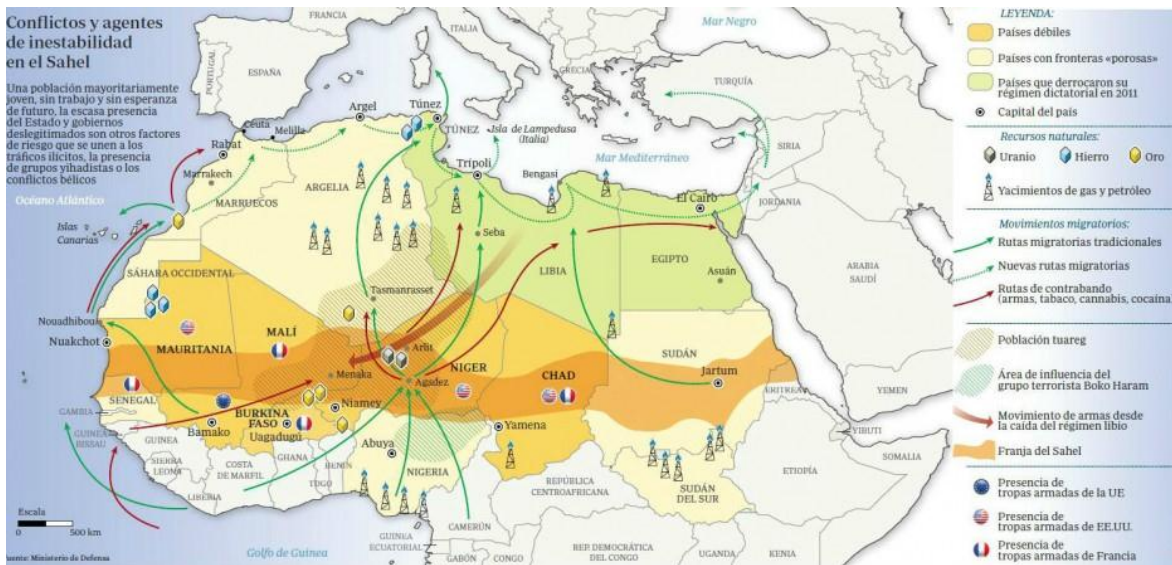 Conflictos y agentes
de inestabilidad
en el Sahel
Una población mayoritariamente
joven, sin trabajo y sin esperanza
de futuro, la escasa presencia
del Estado y gobiernos
deslegitimados son otros factores
de riesgo que se unen a los
tráficos ilícitos, la presencia
de grupos yihadistas o los
conflictos bélicos
FRANCIA
ITALIA
Mar Negro
PORTUGAL
ESPAÑA
GRECIA
TURQUÍA
Ceuta
Melilla
Argel
Túnez
TÚNEZ
Isla de Lampedusa
(Italia)
SIRIA
Rabat
Trípoli
Mar Mediterráneo
Marrakech
Bengasi
El Cairo
JORDANIA
Océano Atlántico
MARRUECOS
ARGELIA
Islas
Canarias
Seba
SÁHARA OCCIDENTAL
LIBIA
EGIPTO
Asuán
ARABIA
SAUDÍ
Tasmanrasset
Nouadhibou
Nuakchot
MAURITANIA
MALÍ
Arlit
Menaka
Agadez
NIGER
CHAD
SUDÁN
Jartum
ERITREA
YEMEN
SENEGAL
GAMBIA
GUINEA
BISSAU
Bamako
BURKINA
FASO
Uagadugú
Niamey
Yamena
YIBUTI
GUINEA
SIERRA
LEONA
LIBERIA
COSTA
DE MARFIL
GHANA
TOGO
BENÍN
Abuya
NIGERIA
CAMERÚN
REPÚBLICA
CENTROAFRICANA
SUDÁN
DEL SUR
ETIOPÍA
SOMALIA
Escala
0 500 km
Fuente: Ministerio de Defensa
Golfo de Guinea
GUINEA
ECUATORIAL
GABÓN
CONGO
REP. DEMOCRÁTICA
DEL CONGO
UGANDA
KENIA
LEYENDA:
Países débiles
Países con fronteras «porosas»
Países que derrocaron su
régimen dictatorial en 2011
Capital del país
Recursos naturales:
Uranio
Hierro
Oro
Yacimientos de gas y petróleo
Movimientos migratorios:
Rutas migratorias tradicionales
Nuevas rutas migratorias
Rutas de contrabando
(armas, tabaco, cannabis, cocaína
Población tuareg
Área de influencia del
grupo terrorista Boko Haram
Movimiento de armas desde
la caída del régimen libio
Franja del Sahel
Presencia de
tropas armadas de la UE
Presencia de
tropas armadas de EE.UU.
Presencia de
tropas armadas de Francia